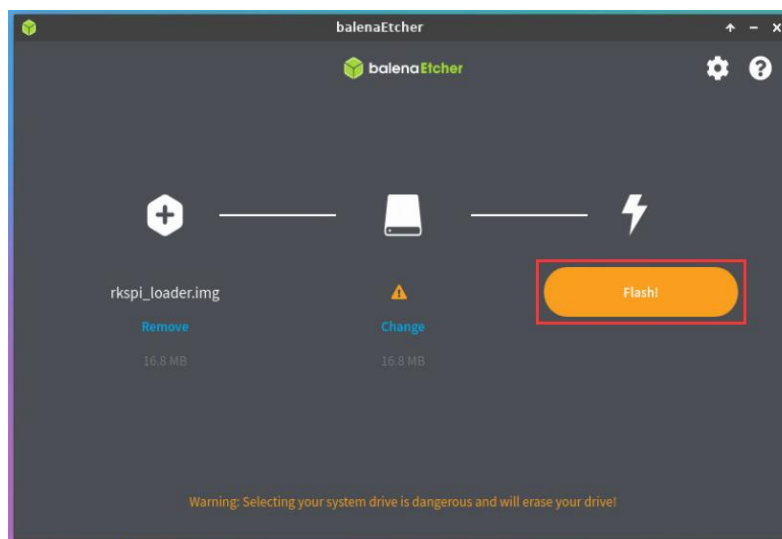 balenaEtcher
balenaEtcher
rkspi_loader.img
Flash!
Remove
Change
16.8 MB
16.8 MB
Warning: Selecting your system drive is dangerous and will erase your drive!